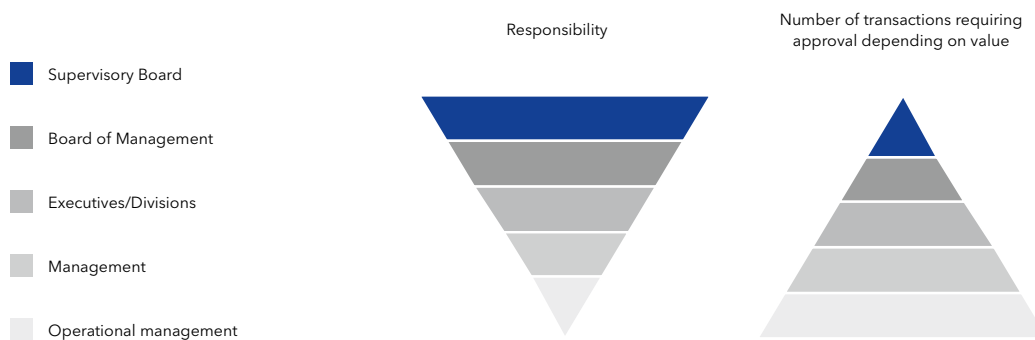 Responsibility
Number of transactions requiring
approval depending on value
Supervisory Board
Board of Management
Executives/Divisions
Management
Operational management